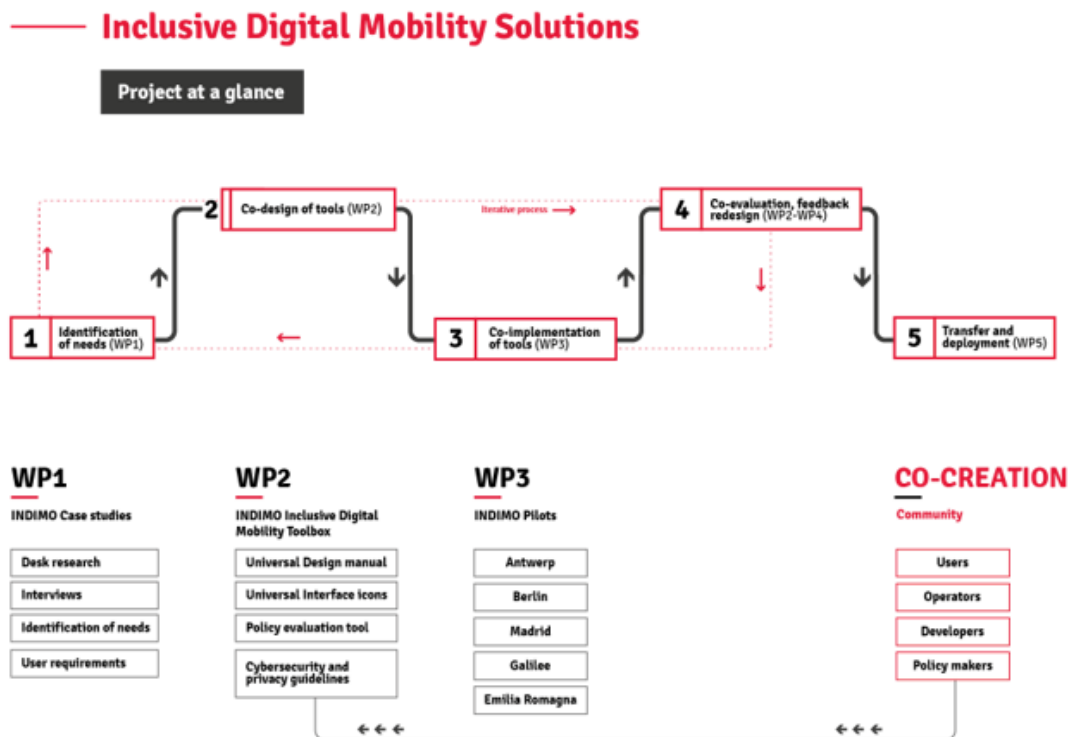 Inclusive Digital Mobility Solutions
Project at a glance
2
Co-design of tools (WP2)
Iterative process
4
Co-evaluation, feedback
redesign (WP2-WP4)
1
Identification
of needs (WP1)
3
Co-implementation
of tools (WP3)
5
Transfer and
deployment (WP5)
WP1
INDIMO Case studies
Desk research
Interviews
Identification of needs
User requirements
WP2
INDIMO Inclusive Digital
Mobility Toolbox
Universal Design manual
Universal Interface icons
Policy evaluation tool
Cybersecurity and
privacy guidelines
WP3
INDIMO Pilots
Antwerp
Berlin
Madrid
Galilee
Emilia Romagna
CO-CREATION
Community
Users
Operators
Developers
Policy makers